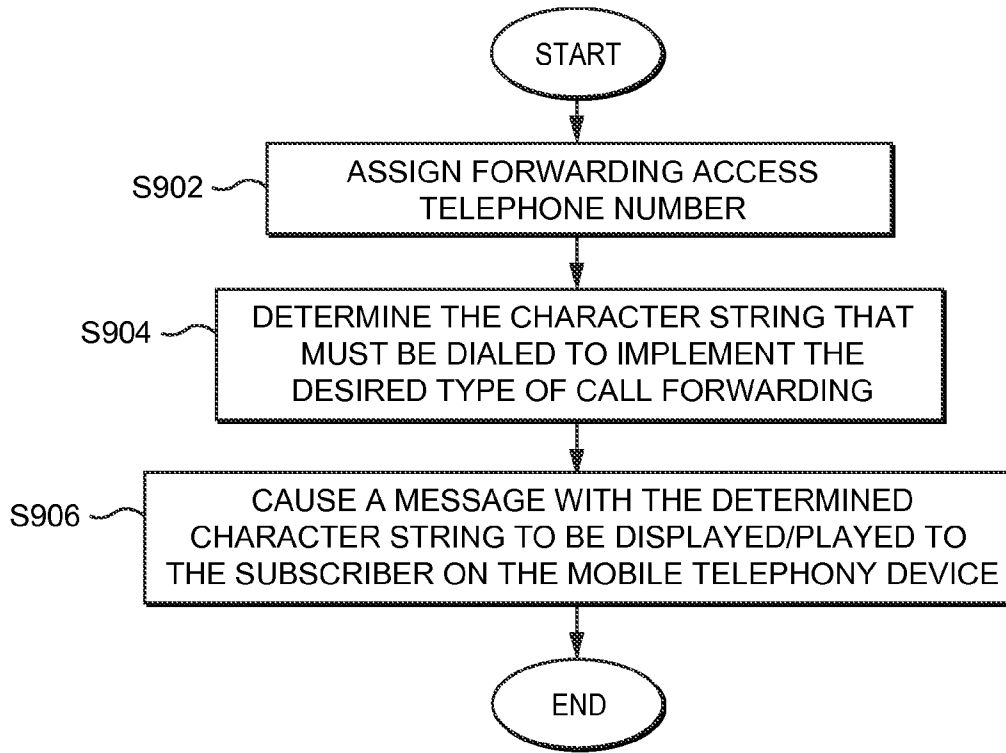 START
S902
ASSIGN FORWARDING ACCESS
TELEPHONE NUMBER
S904
DETERMINE THE CHARACTER STRING THAT
MUST BE DIALED TO IMPLEMENT THE
DESIRED TYPE OF CALL FORWARDING
S906
CAUSE A MESSAGE WITH THE DETERMINED
CHARACTER STRING TO BE DISPLAYED/PLAYED TO
THE SUBSCRIBER ON THE MOBILE TELEPHONY DEVICE
END